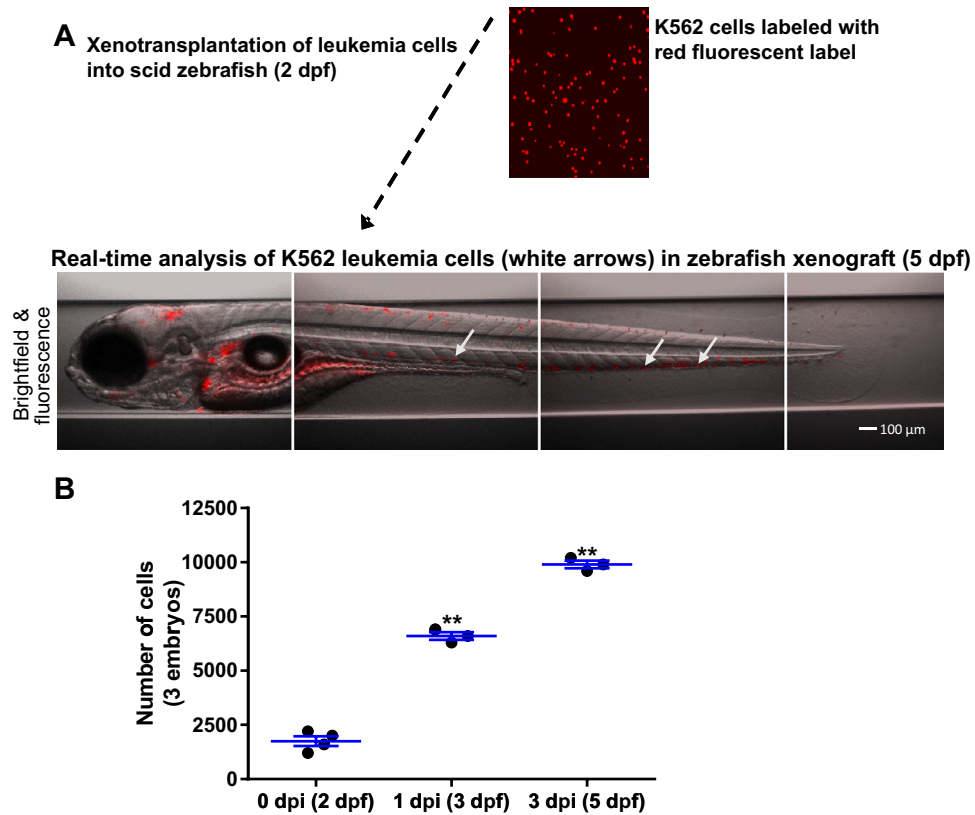 A
Xenotransplantation of leukemia cells
into scid zebrafish (2 dpf)
K562 cells labeled with
red fluorescent label
Real-time analysis of K562 leukemia cells (white arrows) in zebrafish xenograft (5 dpf)
Brightfield &
fluorescence
100 µm
B
Number of cells
(3 embryos)
12500
10000
7500
5000
2500
0
**
**
0 dpi (2 dpf)
1 dpi (3 dpf)
3 dpi (5 dpf)